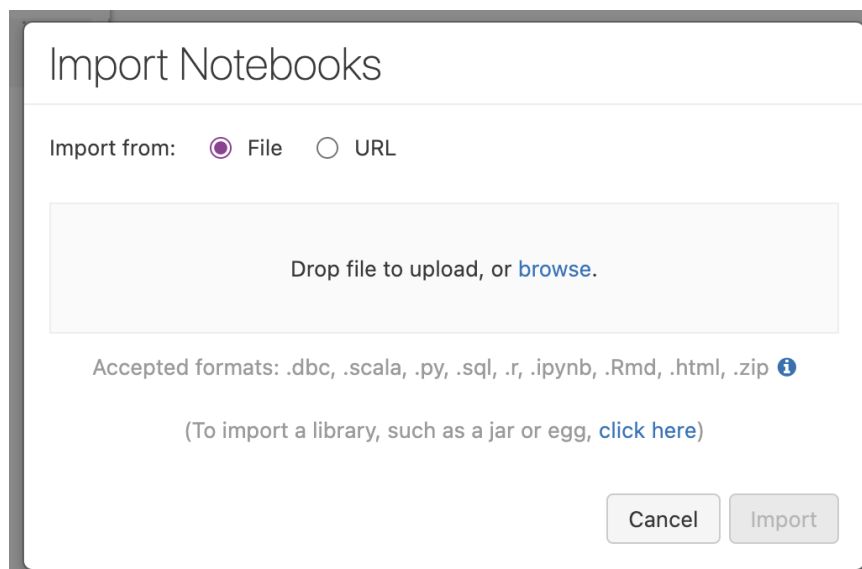 Import Notebooks
Import from: File URL
Drop file to upload, or browse.
Accepted formats: .dbc, .scala, .py, .sql, .r, .ipynb, .Rmd, .html, .zip
(To import a library, such as a jar or egg, click here)
Cancel Import